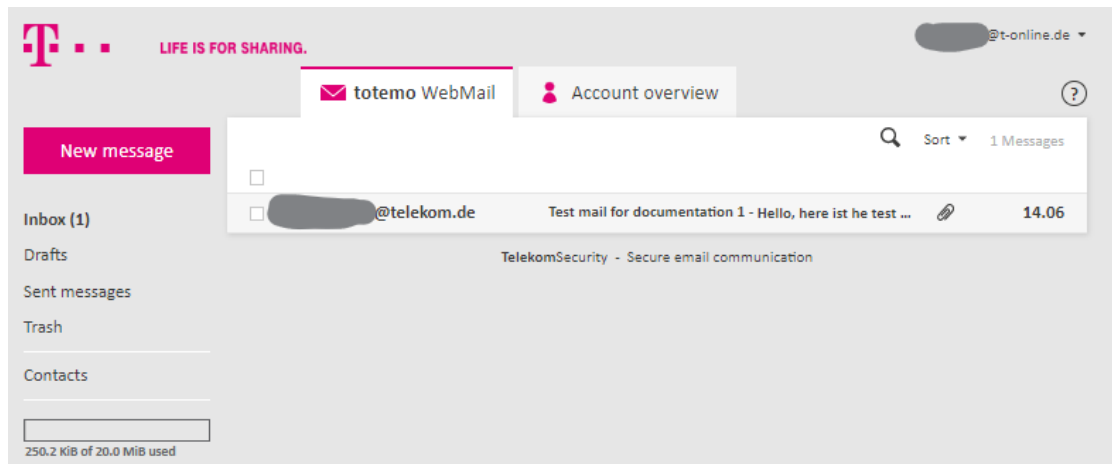 T
LIFE IS FOR SHARING.
@t-online.de
totemo WebMail
Account overview
?
New message
Sort
1 Messages
Inbox (1)
@telekom.de
Test mail for documentation 1 - Hello, here ist he test ...
14.06
Drafts
TelekomSecurity - Secure email communication
Sent messages
Trash
Contacts
250.2 KiB of 20.0 MiB used